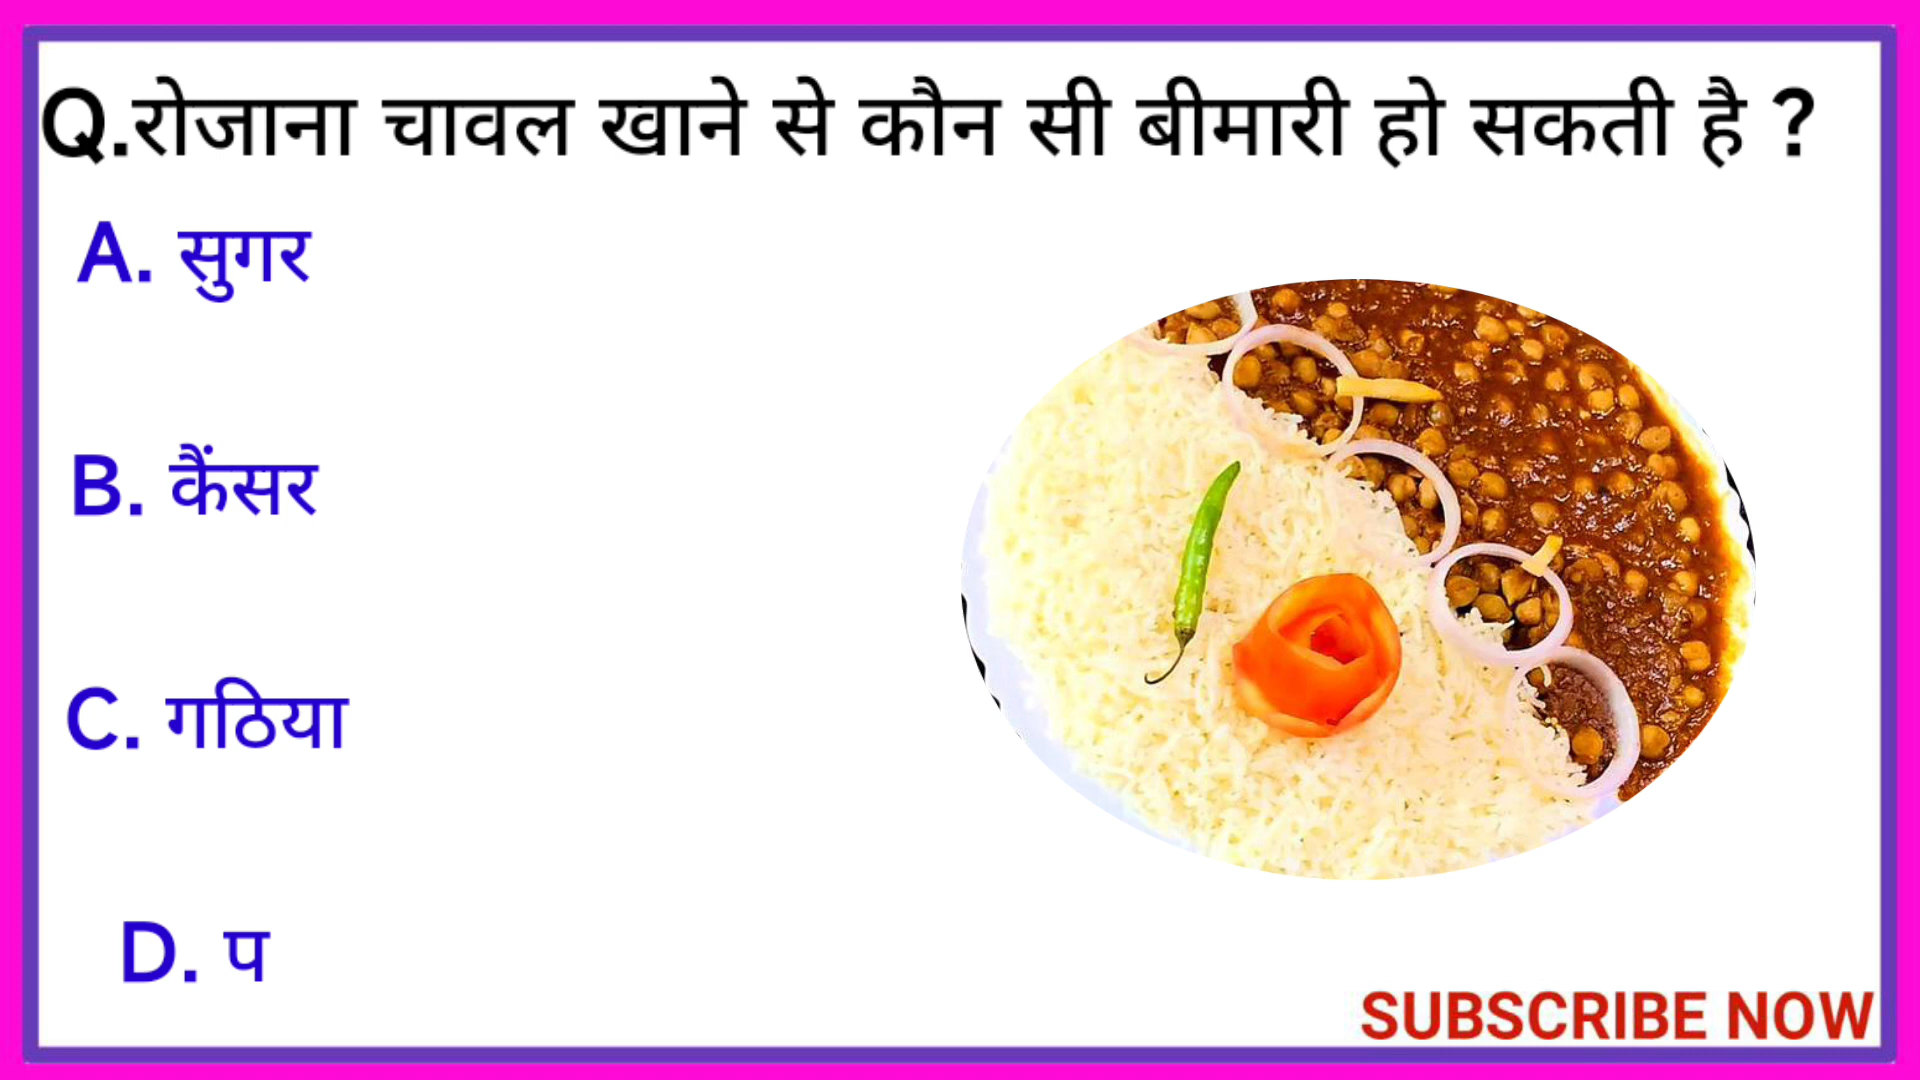 Q.रोजाना चावल खाने से कौन सी बीमारी हो सकती है ?
A. सुगर
B. कैंसर
C. गठिया
D. प
SUBSCRIBE NOW